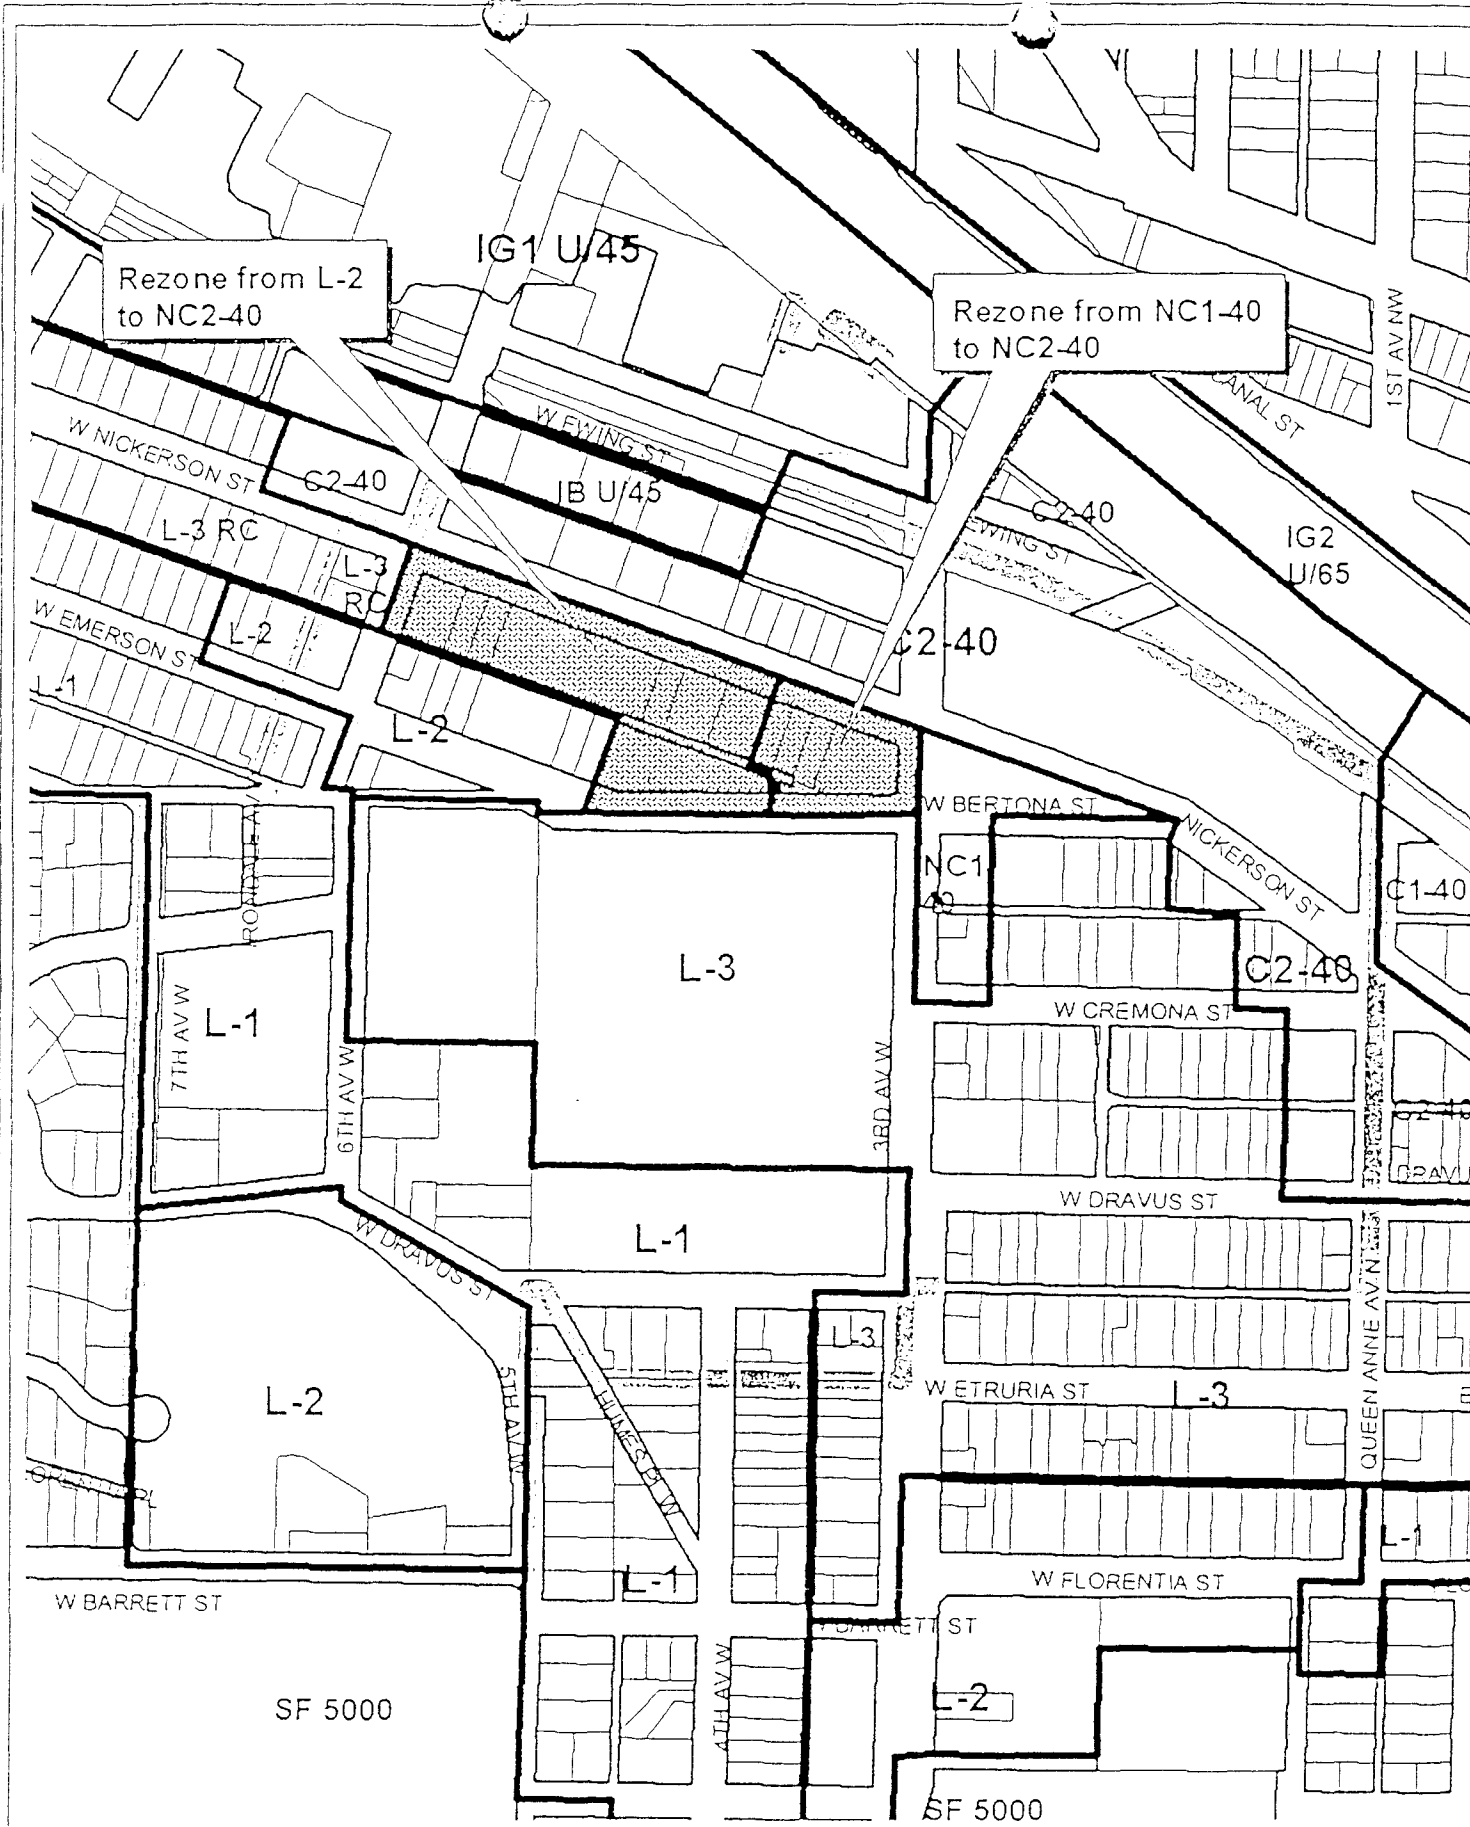 IG1 U/45
Rezone from L-2
to NC2-40
Rezone from NC1-40
to NC2-40
1ST AV NW
CANAL ST
W EWING ST
W NICKERSON ST
C2-40
IB U/45
C2-40
EWING ST
IG2
U/65
L-3 RC
L-3
RC
W EMERSON ST
L-2
C2-40
L-1
L-2
W BERTONA ST
NICKERSON ST
NC1
C1-40
L-3
C2-40
W CREMONA ST
L-1
7TH AV W
6TH AV W
3RD AV W
C2-40
DRAVU
W DRAVUS ST
L-1
W DRAVUS ST
QUEEN ANNE AV N
L-3
W ETRURIA ST
L-3
L-2
5TH AV W
HUMES PL W
L-1
L-1
W FLORENTIA ST
W BARRETT ST
BARRETT ST
4TH AV W
L-2
SF 5000
SF 5000